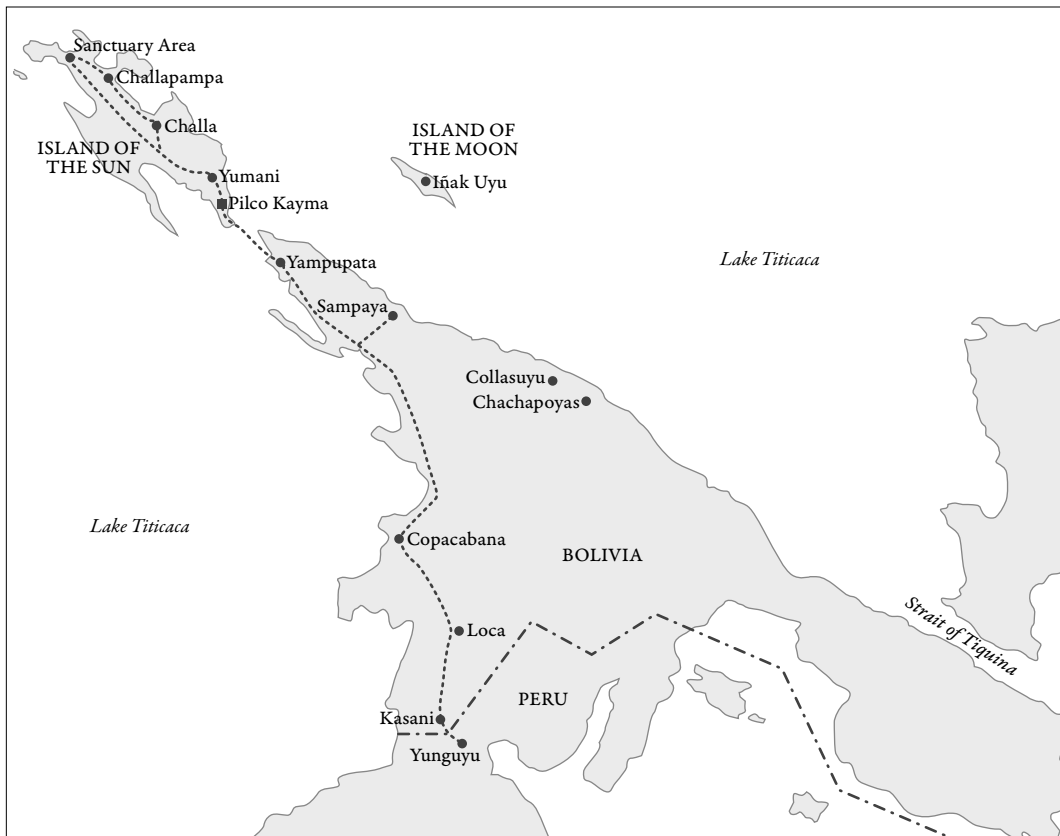 Sanctuary Area
Challapampa
Challa
ISLAND OF
THE SUN
ISLAND OF
THE MOON
Iñak Uyu
Yumani
Pilco Kayma
Lake Titicaca
Yampupata
Sampaya
Collasuyu
Chachapoyas
Lake Titicaca
Copacabana
BOLIVIA
Strait of Tiquina
Loca
PERU
Kasani
Yunguyu